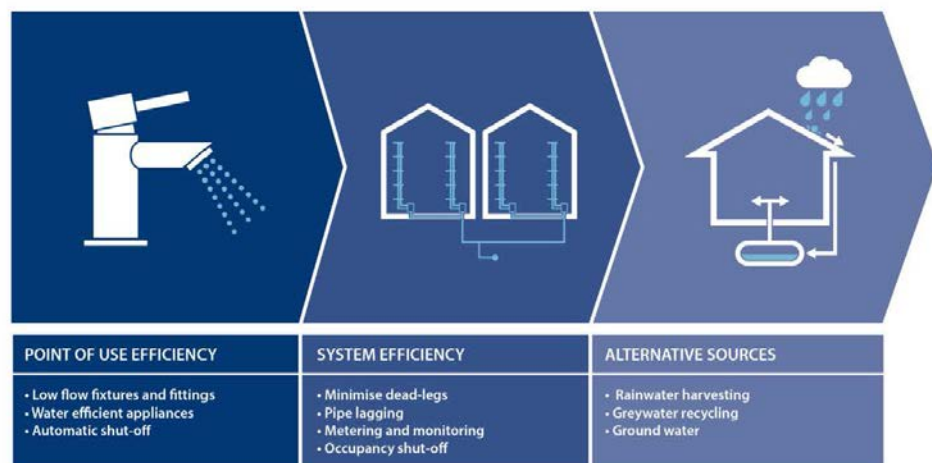 POINT OF USE EFFICIENCY
• Low flow fixtures and fittings
• Water efficient appliances
• Automatic shut-off
SYSTEM EFFICIENCY
• Minimise dead-legs
• Pipe lagging
• Metering and monitoring
• Occupancy shut-off
ALTERNATIVE SOURCES
• Rainwater harvesting
• Greywater recycling
• Ground water